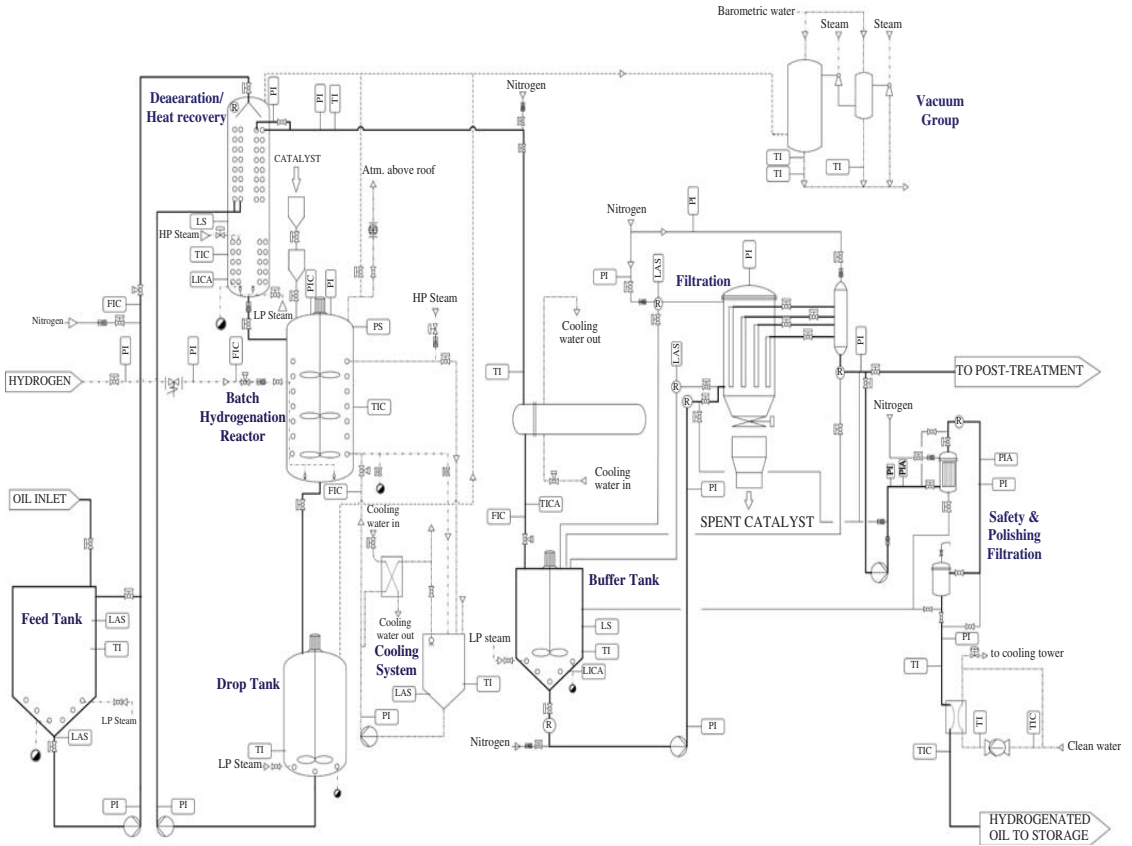 Barometric water
Steam
Steam
Vacuum
Group
TI
TI
TI
Deaearation/
Heat recovery
R
PI
PI
TI
Nitrogen
CATALYST
Atm. above roof
LS
HP Steam
TIC
LICA
LP Steam
FIC
Nitrogen
PIC
PI
HP Steam
PS
HYDROGEN
PI
PI
FIC
Batch
Hydrogenation
Reactor
TIC
FIC
Cooling
water out
TI
Cooling
water in
FIC
TICA
Nitrogen
PI
LAS
R
PI
Filtration
PI
LAS
R
R
PI
SPENT CATALYST
R
PI
TO POST-TREATMENT
Nitrogen
R
PI
PIA
PIA
PI
Safety &
Polishing
Filtration
OIL INLET
Feed Tank
LAS
TI
LP Steam
LAS
PI
PI
Drop Tank
TI
LP Steam
Cooling
water in
Cooling
water out
Cooling
System
LAS
TI
PI
Buffer Tank
LP steam
LS
TI
LICA
R
Nitrogen
PI
PI
TI
to cooling tower
TI
TIC
Clean water
TIC
HYDROGENATED
OIL TO STORAGE